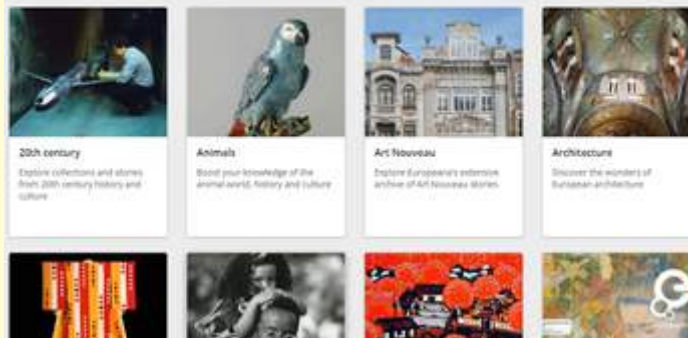 20th century
Explore collections and stories
from 20th century history and
culture
Animals
Boost your knowledge of the
animal world, history and culture
Art Nouveau
Explore Europeana's extensive
archive of Art Nouveau stories
Architecture
Discover the wonders of
European architecture